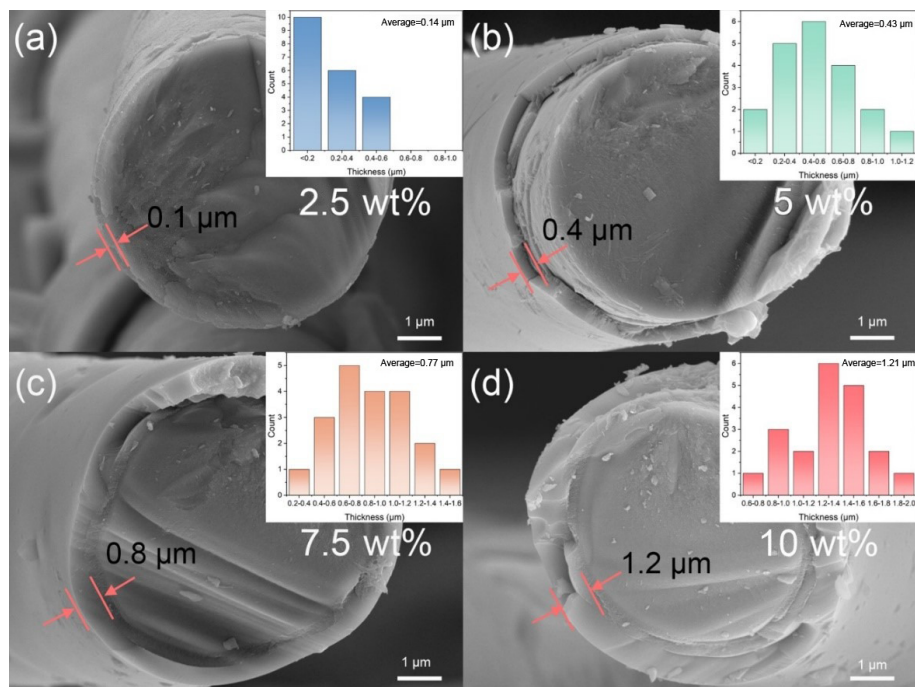 (a)
Average=0.14 μm
Count
10
8
6
4
2
0
<0.2 0.2-0.4 0.4-0.6 0.6-0.8 0.8-1.0
Thickness (μm)
2.5 wt%
0.1 μm
1 μm
(b)
Average=0.43 μm
Count
6
5
4
3
2
1
0
<0.2 0.2-0.4 0.4-0.6 0.6-0.8 0.8-1.0 1.0-1.2
Thickness (μm)
5 wt%
0.4 μm
1 μm
(c)
Average=0.77 μm
Count
5
4
3
2
1
0
0.2-0.4 0.4-0.6 0.6-0.8 0.8-1.0 1.0-1.2 1.2-1.4 1.4-1.6
Thickness (μm)
7.5 wt%
0.8 μm
1 μm
(d)
Average=1.21 μm
Count
6
5
4
3
2
1
0
0.6-0.8 0.8-1.0 1.0-1.2 1.2-1.4 1.4-1.6 1.6-1.8 1.8-2.0
Thickness (μm)
10 wt%
1.2 μm
1 μm